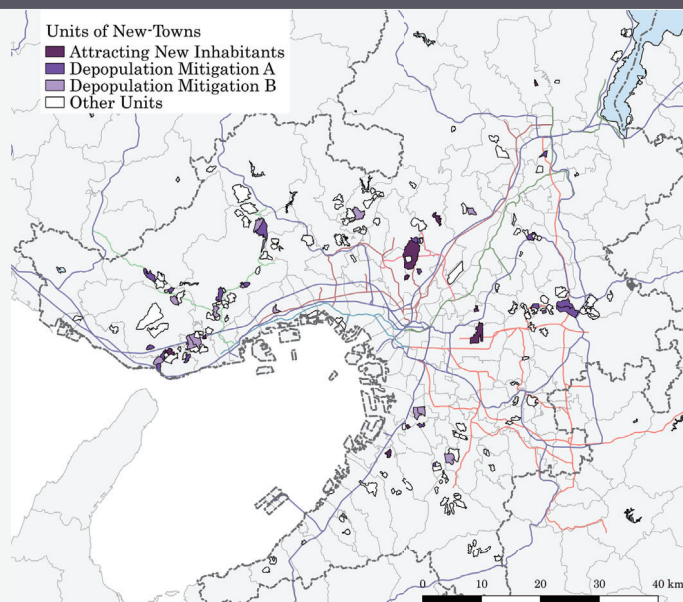 Units of New-Towns
Attracting New Inhabitants
Depopulation Mitigation A
Depopulation Mitigation B
Other Units
0 10 20 30 40 km